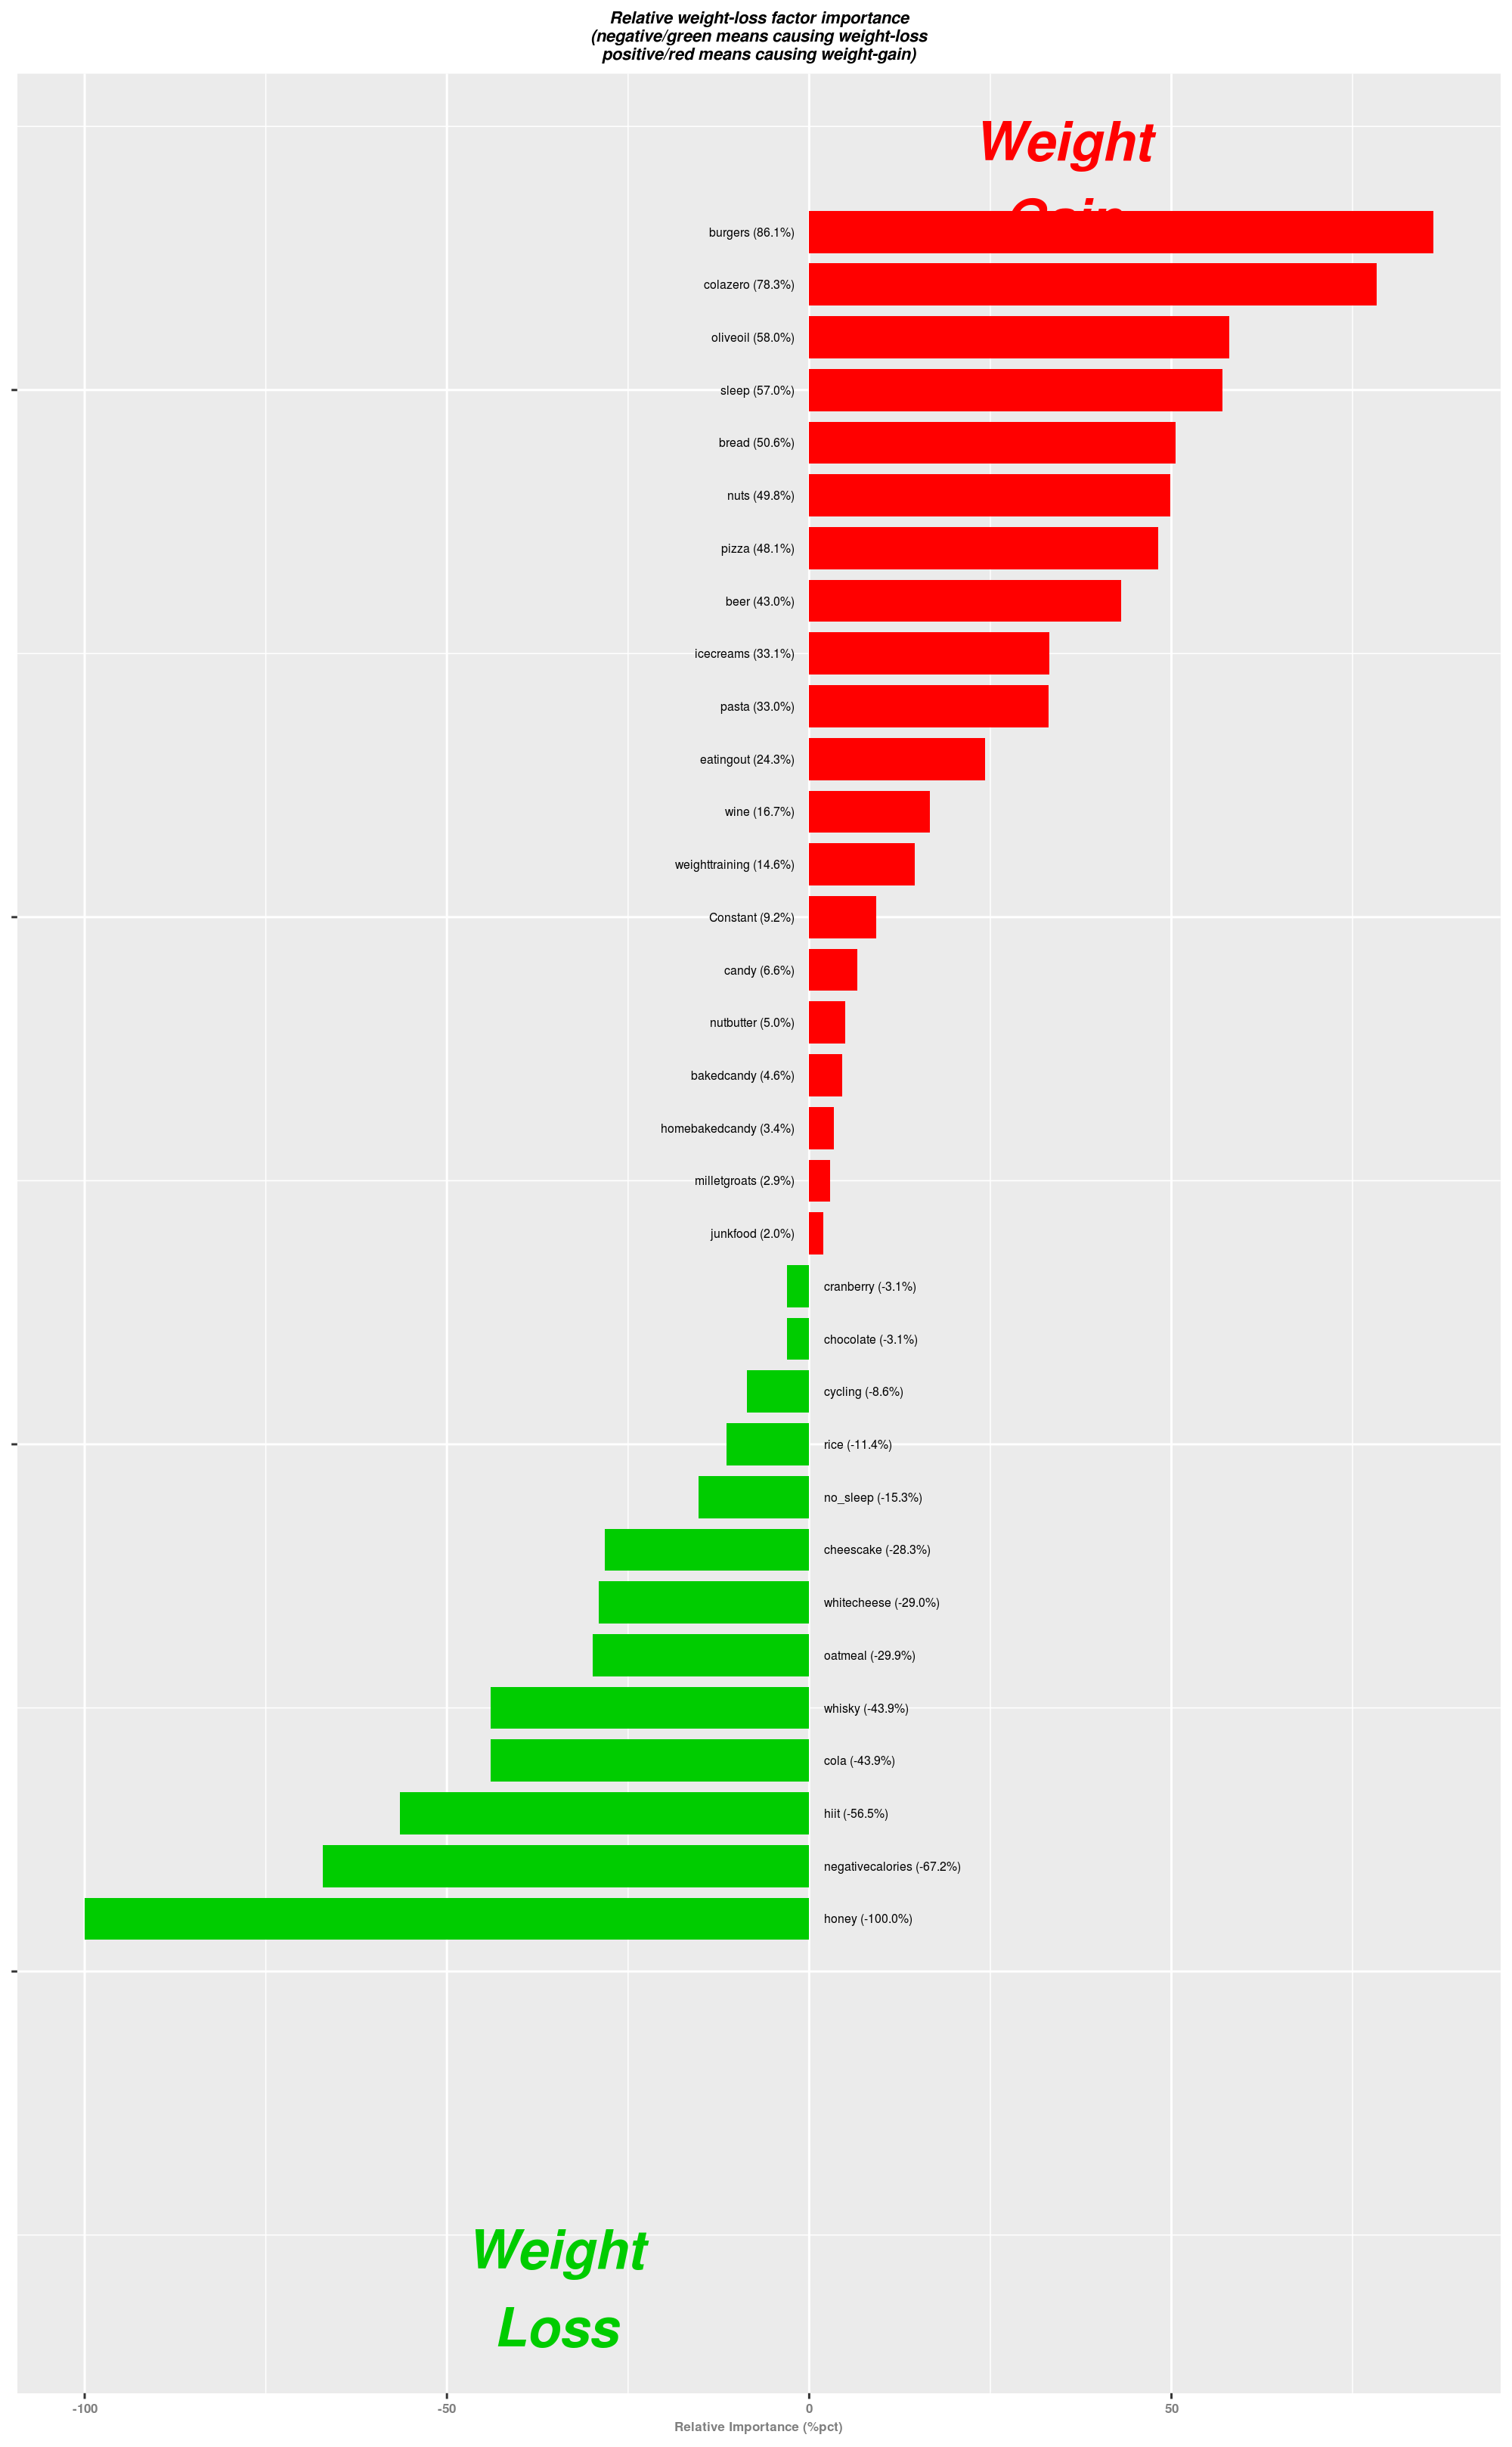 Relative weight-loss factor importance
(negative/green means causing weight-loss
positive/red means causing weight-gain)
Weight
Gain
burgers (86.1%)
colazero (78.3%)
oliveoil (58.0%)
sleep (57.0%)
bread (50.6%)
nuts (49.8%)
pizza (48.1%)
beer (43.0%)
icecreams (33.1%)
pasta (33.0%)
eatingout (24.3%)
wine (16.7%)
weighttraining (14.6%)
Constant (9.2%)
candy (6.6%)
nutbutter (5.0%)
bakedcandy (4.6%)
homebakedcandy (3.4%)
milletgroats (2.9%)
junkfood (2.0%)
cranberry (-3.1%)
chocolate (-3.1%)
cycling (-8.6%)
rice (-11.4%)
no_sleep (-15.3%)
cheescake (-28.3%)
whitecheese (-29.0%)
oatmeal (-29.9%)
whisky (-43.9%)
cola (-43.9%)
hiit (-56.5%)
negativecalories (-67.2%)
honey (-100.0%)
Weight
Loss
-100 -50 0 50
Relative Importance (%pct)